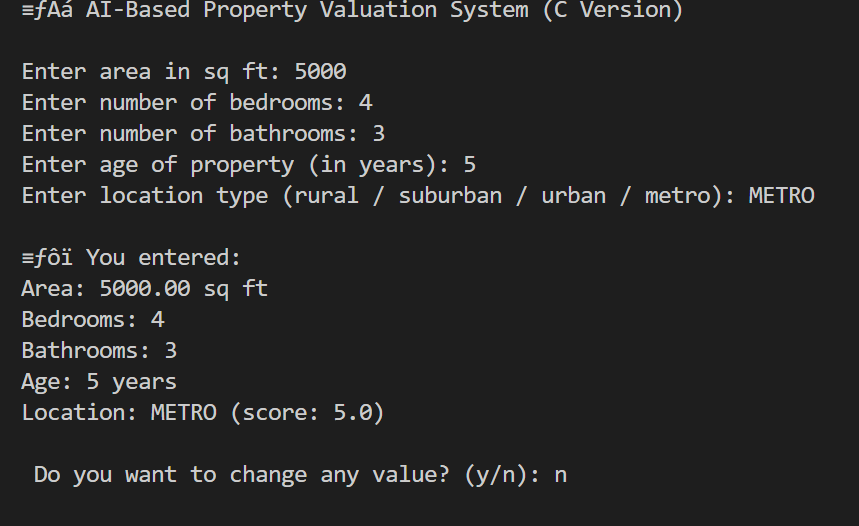 ≡ƒAá AI-Based Property Valuation System (C Version)
Enter area in sq ft: 5000
Enter number of bedrooms: 4
Enter number of bathrooms: 3
Enter age of property (in years): 5
Enter location type (rural / suburban / urban / metro): METRO
≡ƒôï You entered:
Area: 5000.00 sq ft
Bedrooms: 4
Bathrooms: 3
Age: 5 years
Location: METRO (score: 5.0)
Do you want to change any value? (y/n): n